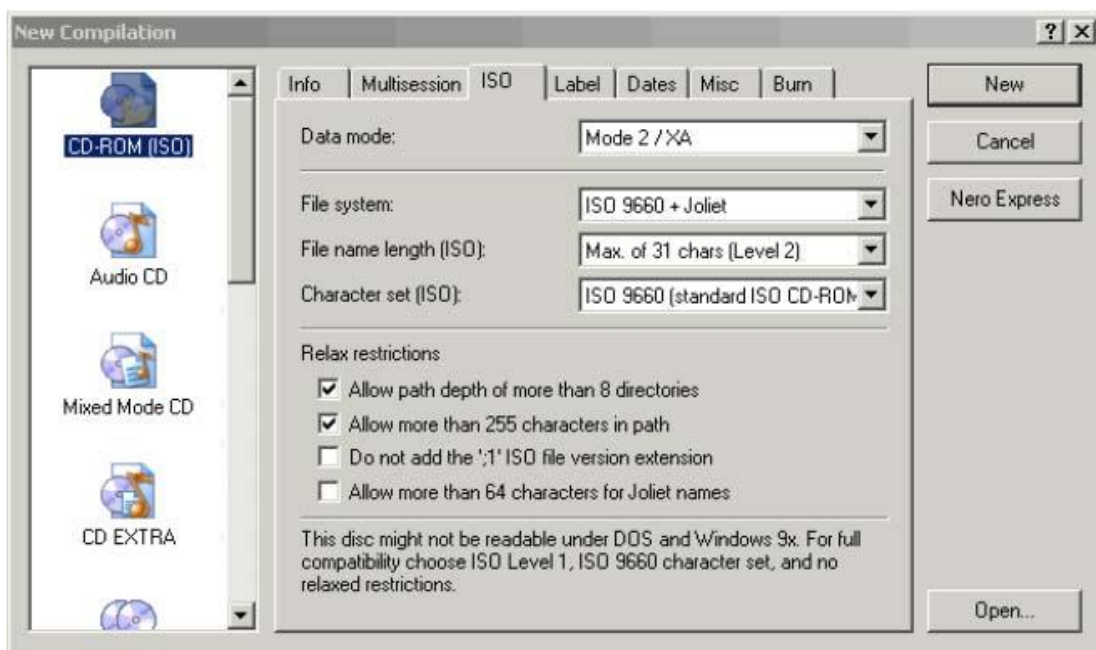 New Compilation
CD-ROM (ISO)
Audio CD
Mixed Mode CD
CD EXTRA
Info Multisession ISO Label Dates Misc Burn
Data mode: Mode 2 / XA
File system: ISO 9660 + Joliet
File name length (ISO): Max. of 31 chars (Level 2)
Character set (ISO): ISO 9660 (standard ISO CD-ROM
Relax restrictions
Allow path depth of more than 8 directories
Allow more than 255 characters in path
Do not add the ';1' ISO file version extension
Allow more than 64 characters for Joliet names
This disc might not be readable under DOS and Windows 9x. For full
compatibility choose ISO Level 1, ISO 9660 character set, and no
relaxed restrictions.
New
Cancel
Nero Express
Open...